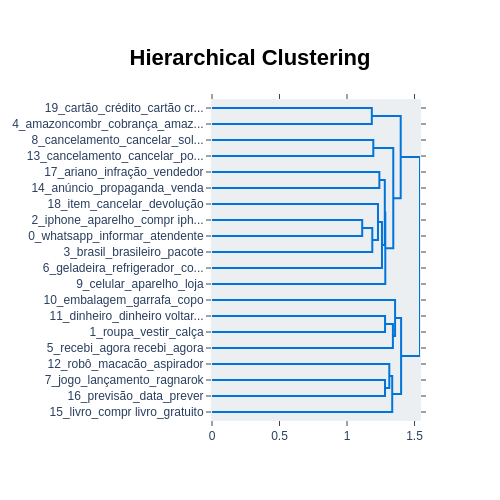 Hierarchical Clustering
19_cartão_crédito_cartão cr...
4_amazoncombr_cobrança_amaz...
8_cancelamento_cancelar_sol...
13_cancelamento_cancelar_po...
17_ariano_infração_vendedor
14_anúncio_propaganda_venda
18_item_cancelar_devolução
2_iphone_aparelho_compr iph...
0_whatsapp_informar_atendente
3_brasil_brasileiro_pacote
6_geladeira_refrigerador_co...
9_celular_aparelho_loja
10_embalagem_garrafa_copo
11_dinheiro_dinheiro voltar...
1_roupa_vestir_calça
5_recebi_agora recebi_agora
12_robô_macacão_aspirador
7_jogo_lançamento_ragnarok
16_previsão_data_prever
15_livro_compr livro_gratuito
0 0.5 1 1.5